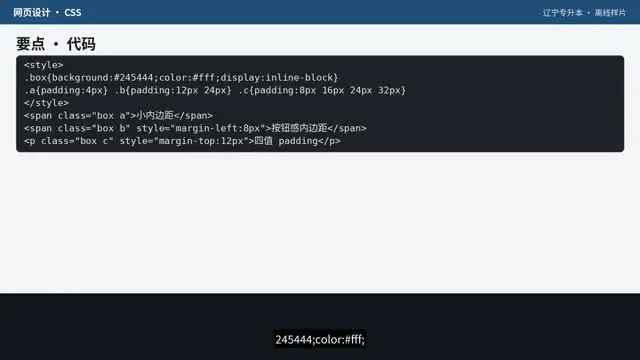 网页设计 · CSS
辽宁专升本 · 离线样片
要点 · 代码
<style>
.box{background:#245444;color:#fff;display:inline-block}
.a{padding:4px} .b{padding:12px 24px} .c{padding:8px 16px 24px 32px}
</style>
<span class="box a">小内边距</span>
<span class="box b" style="margin-left:8px">按钮感内边距</span>
<p class="box c" style="margin-top:12px">四值 padding</p>
245444;color:#fff;